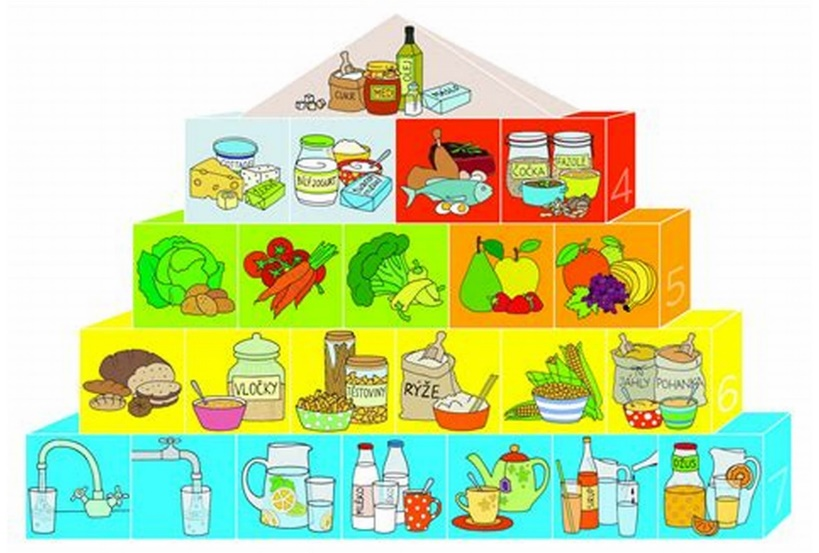 CUKR
MED
OLEJ
MÁSLO
COTTAGE
BÍLÝ JOGURT
ČOČKA
FAZOLE
4
5
VLOČKY
TĚSTOVINY
RÝŽE
JÁHLY
POHANKA
6
MLÉKO
SIRUP
DŽUS
7